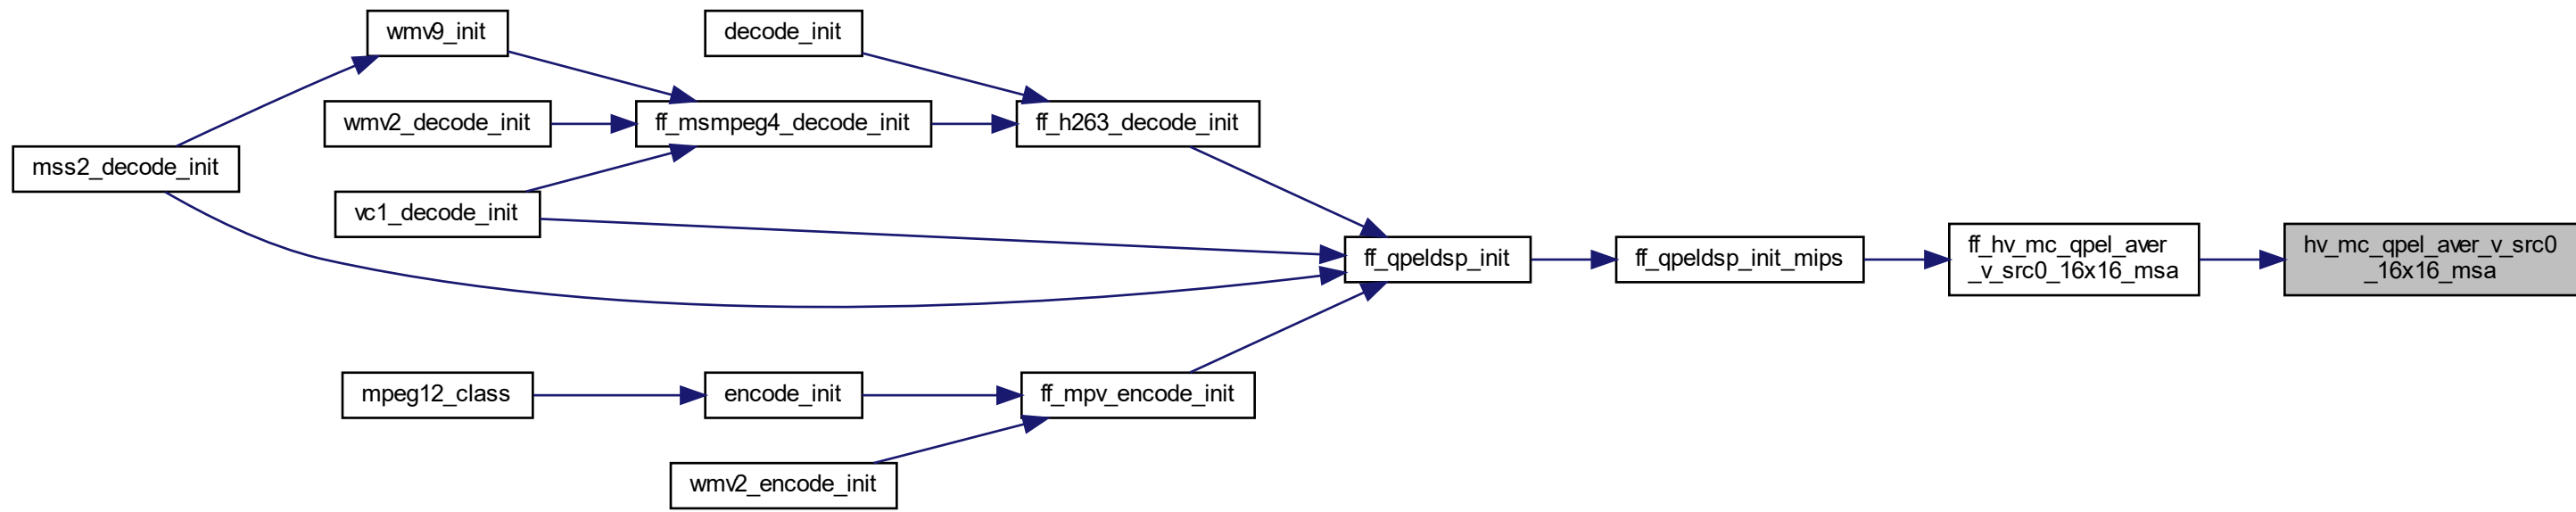 wmv9_init
decode_init
wmv2_decode_init
ff_msmpeg4_decode_init
ff_h263_decode_init
mss2_decode_init
vc1_decode_init
ff_qpeldsp_init
ff_qpeldsp_init_mips
ff_hv_mc_qpel_aver
_v_src0_16x16_msa
hv_mc_qpel_aver_v_src0
_16x16_msa
mpeg12_class
encode_init
ff_mpv_encode_init
wmv2_encode_init